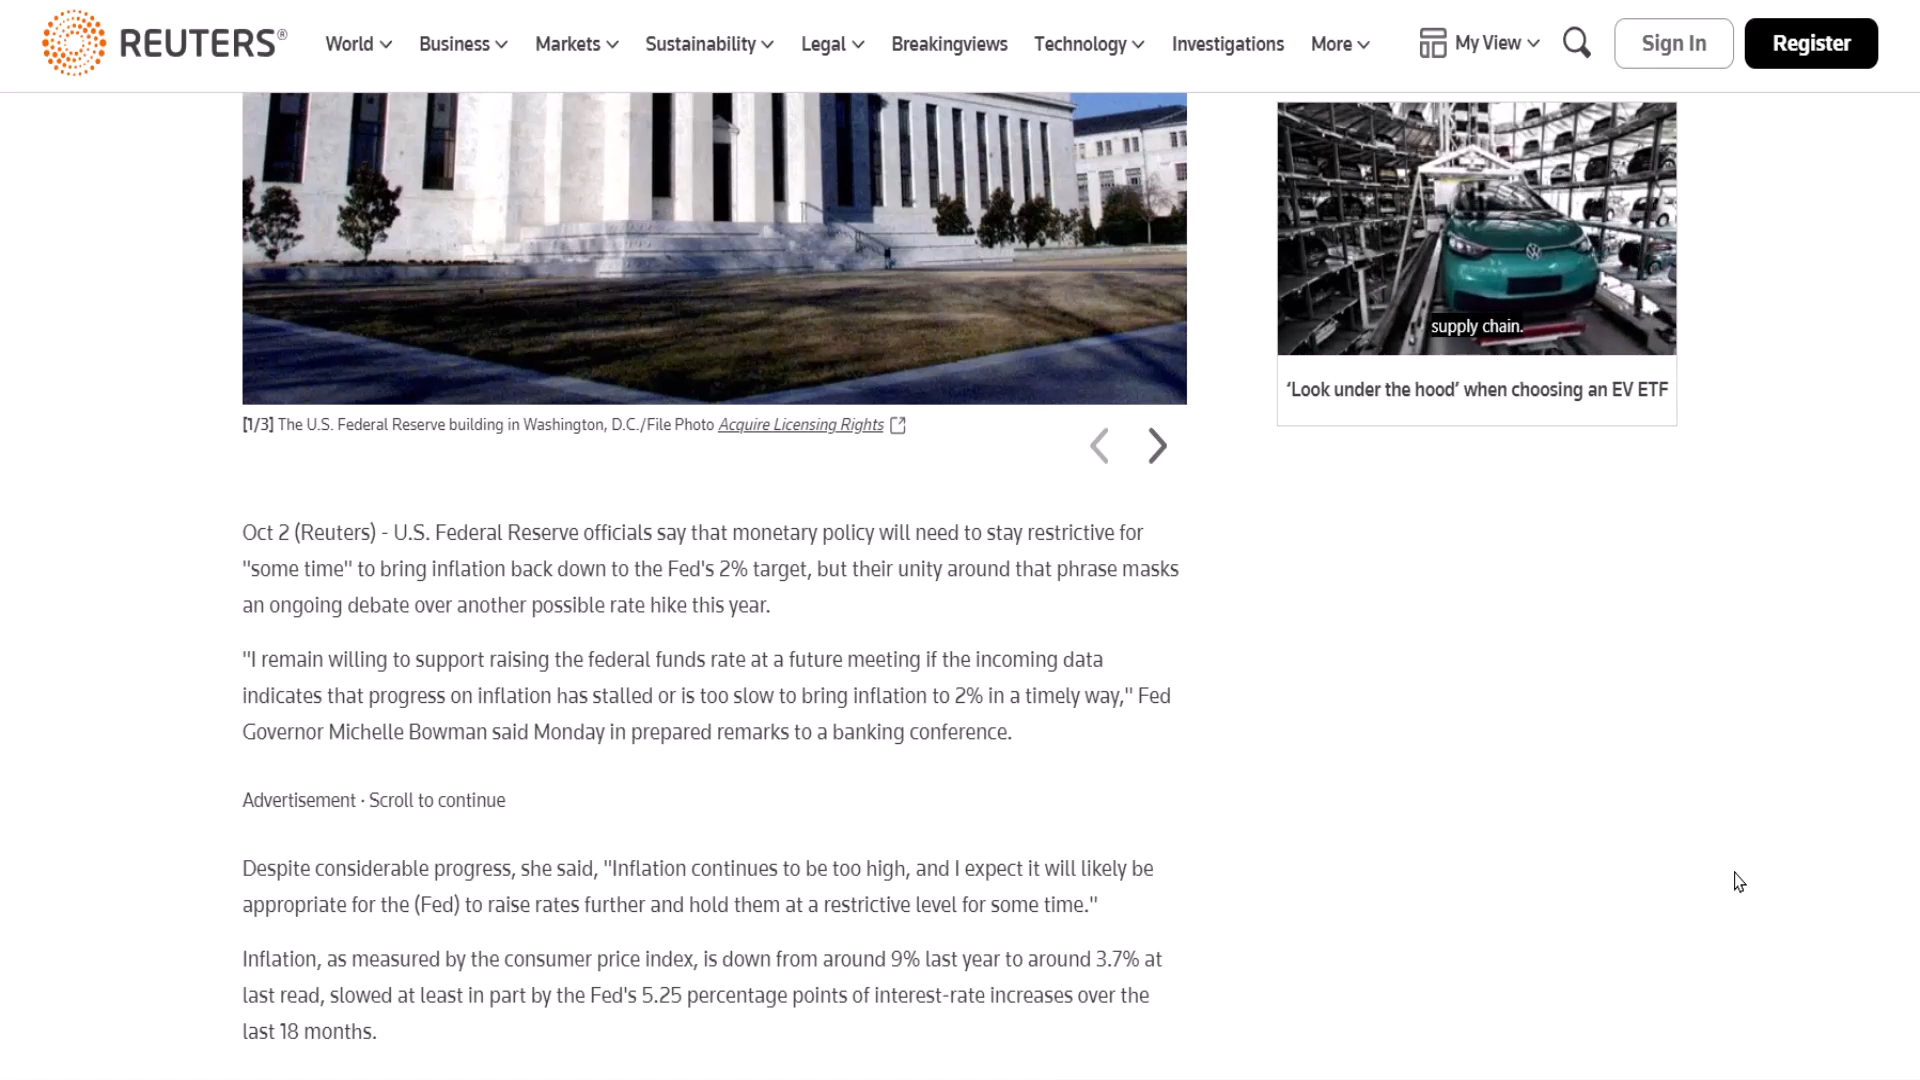 REUTERS®
World
Business
Markets
Sustainability
Legal
Breakingviews
Technology
Investigations
More
My View
Sign In
Register
supply chain.
‘Look under the hood’ when choosing an EV ETF
[1/3] The U.S. Federal Reserve building in Washington, D.C./File Photo Acquire Licensing Rights
Oct 2 (Reuters) - U.S. Federal Reserve officials say that monetary policy will need to stay restrictive for
"some time" to bring inflation back down to the Fed's 2% target, but their unity around that phrase masks
an ongoing debate over another possible rate hike this year.
"I remain willing to support raising the federal funds rate at a future meeting if the incoming data
indicates that progress on inflation has stalled or is too slow to bring inflation to 2% in a timely way," Fed
Governor Michelle Bowman said Monday in prepared remarks to a banking conference.
Advertisement · Scroll to continue
Despite considerable progress, she said, "Inflation continues to be too high, and I expect it will likely be
appropriate for the (Fed) to raise rates further and hold them at a restrictive level for some time."
Inflation, as measured by the consumer price index, is down from around 9% last year to around 3.7% at
last read, slowed at least in part by the Fed's 5.25 percentage points of interest-rate increases over the
last 18 months.